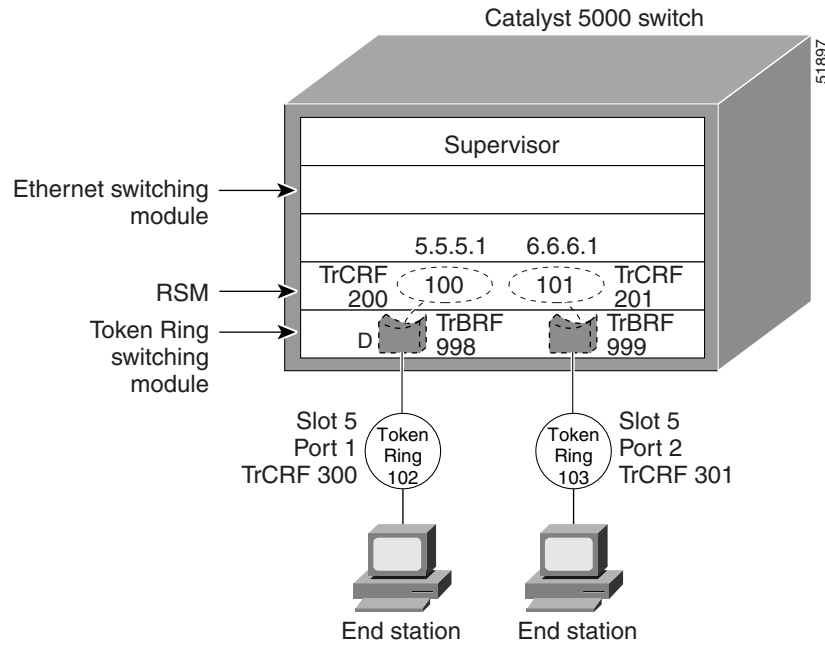 Catalyst 5000 switch
51897
Supervisor
Ethernet switching
module
5.5.5.1
6.6.6.1
TrCRF
200
100
101
TrCRF
201
RSM
Token Ring
switching
module
D
TrBRF
998
TrBRF
999
Slot 5
Port 1
TrCRF 300
Token
Ring
102
Token
Ring
103
Slot 5
Port 2
TrCRF 301
End station
End station